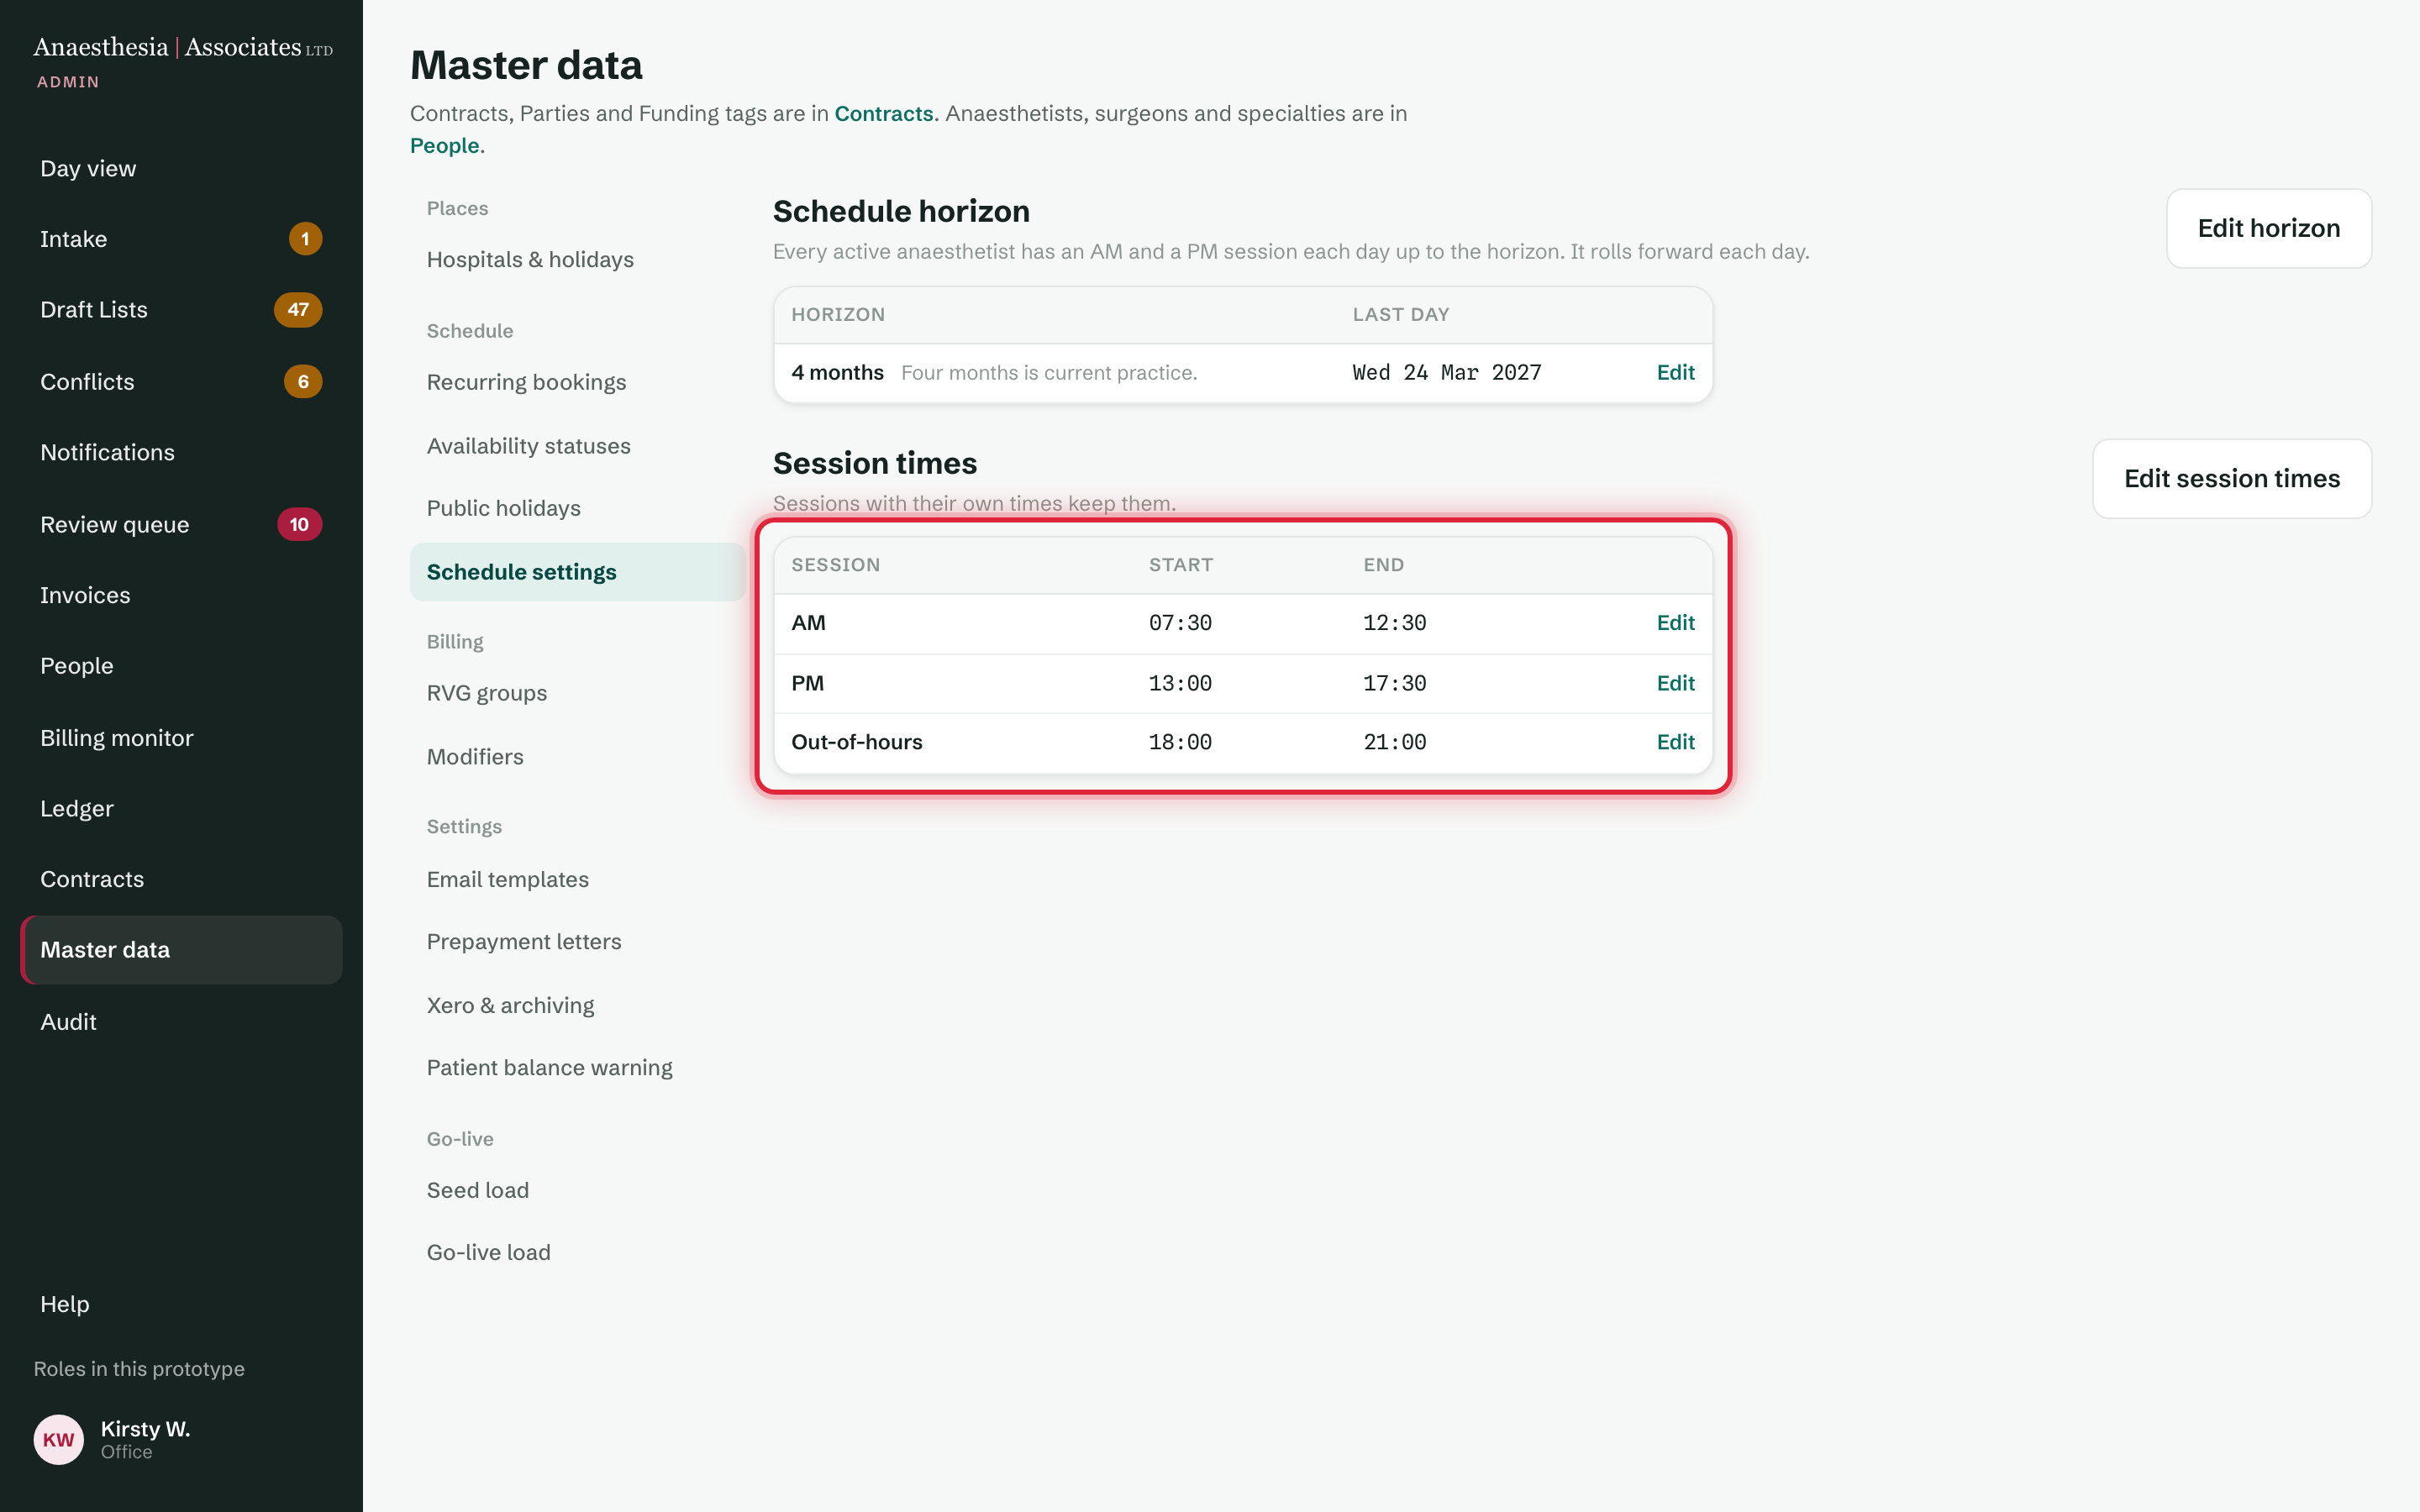 Anaesthesia | Associates LTD
ADMIN
Day view
Intake 1
Draft Lists 47
Conflicts 6
Notifications
Review queue 10
Invoices
People
Billing monitor
Ledger
Contracts
Master data
Audit
Help
Roles in this prototype
KW
Kirsty W.
Office
Master data
Contracts, Parties and Funding tags are in Contracts. Anaesthetists, surgeons and specialties are in
People.
Places
Hospitals & holidays
Schedule
Recurring bookings
Availability statuses
Public holidays
Schedule settings
Billing
RVG groups
Modifiers
Settings
Email templates
Prepayment letters
Xero & archiving
Patient balance warning
Go-live
Seed load
Go-live load
Schedule horizon
Every active anaesthetist has an AM and a PM session each day up to the horizon. It rolls forward each day.
Edit horizon
HORIZON LAST DAY
4 months Four months is current practice. Wed 24 Mar 2027 Edit
Session times
Sessions with their own times keep them.
Edit session times
SESSION START END
AM 07:30 12:30 Edit
PM 13:00 17:30 Edit
Out-of-hours 18:00 21:00 Edit